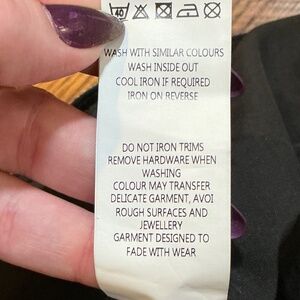 40
WASH WITH SIMILAR COLOURS
WASH INSIDE OUT
COOL IRON IF REQUIRED
IRON ON REVERSE
DO NOT IRON TRIMS
REMOVE HARDWARE WHEN
WASHING
COLOUR MAY TRANSFER
DELICATE GARMENT, AVOI
ROUGH SURFACES AND
JEWELLERY
GARMENT DESIGNED TO
FADE WITH WEAR